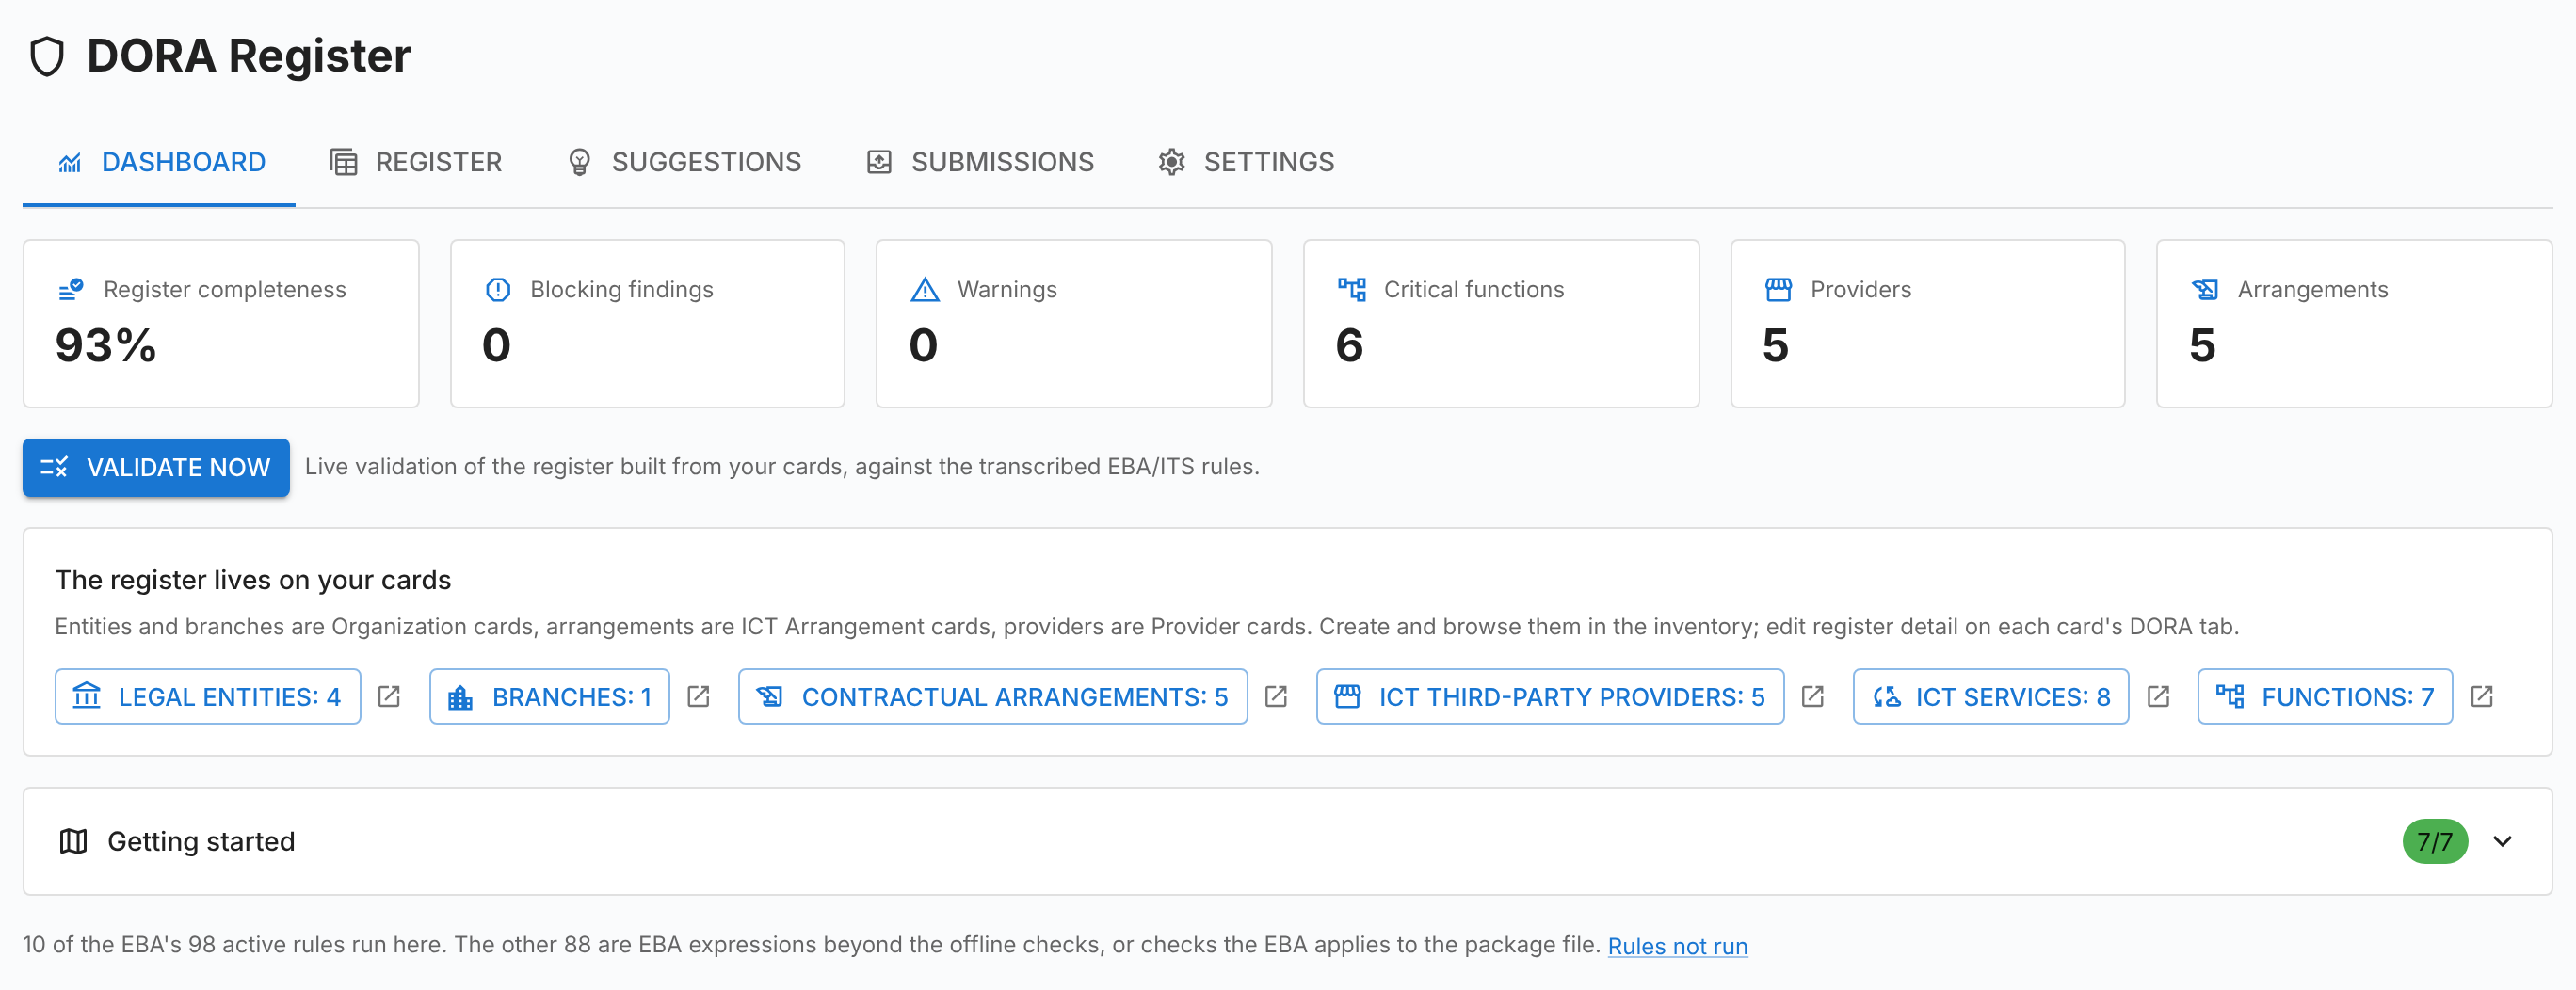 DORA Register
DASHBOARD
REGISTER
SUGGESTIONS
SUBMISSIONS
SETTINGS
Register completeness
93%
Blocking findings
0
Warnings
0
Critical functions
6
Providers
5
Arrangements
5
VALIDATE NOW
Live validation of the register built from your cards, against the transcribed EBA/ITS rules.
The register lives on your cards
Entities and branches are Organization cards, arrangements are ICT Arrangement cards, providers are Provider cards. Create and browse them in the inventory; edit register detail on each card's DORA tab.
LEGAL ENTITIES: 4
BRANCHES: 1
CONTRACTUAL ARRANGEMENTS: 5
ICT THIRD-PARTY PROVIDERS: 5
ICT SERVICES: 8
FUNCTIONS: 7
Getting started
7/7
10 of the EBA's 98 active rules run here. The other 88 are EBA expressions beyond the offline checks, or checks the EBA applies to the package file. Rules not run